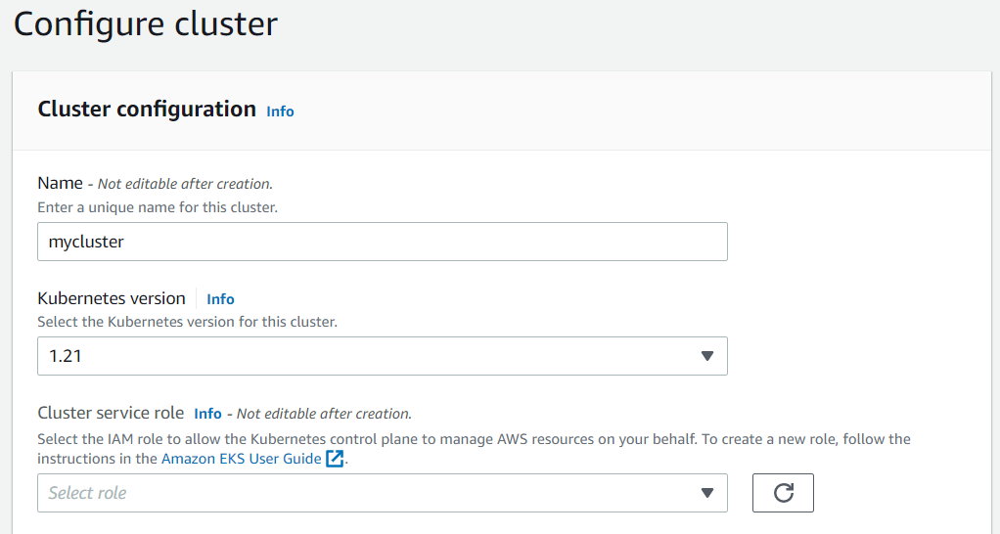 Configure cluster
Cluster configuration Info
Name - Not editable after creation.
Enter a unique name for this cluster.
mycluster
Kubernetes version Info
Select the Kubernetes version for this cluster.
1.21
Cluster service role Info - Not editable after creation.
Select the IAM role to allow the Kubernetes control plane to manage AWS resources on your behalf. To create a new role, follow the
instructions in the Amazon EKS User Guide.
Select role